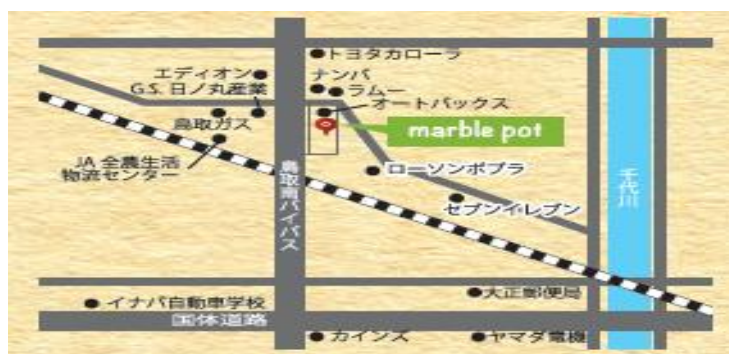 トヨタカローラ
エディオン
ナンバ
G.S. 日ノ丸産業
ラムー
オートバックス
鳥取ガス
marble pot
JA 全農生活
物流センター
鳥取南バイパス
ローソンポプラ
千代川
セブンイレブン
大正郵便局
イナバ自動車学校
国体道路
カインズ
ヤマダ電機